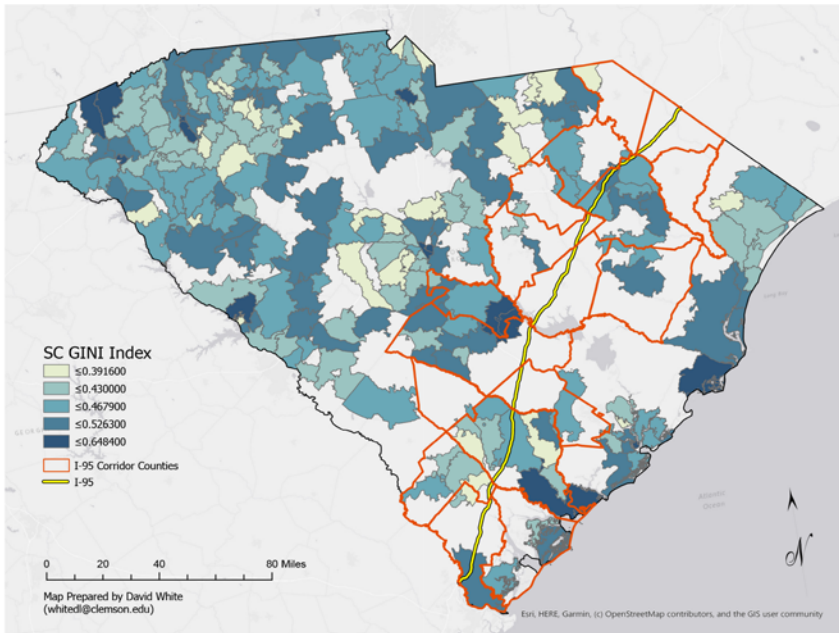 SC GINI Index
≤0.391600
≤0.430000
≤0.467900
≤0.526300
≤0.648400
I-95 Corridor Counties
I-95
0 20 40 80 Miles
Map Prepared by David White
(whitedl@clemson.edu)
Atlantic
Ocean
N
Esri, HERE, Garmin, (c) OpenStreetMap contributors, and the GIS user community